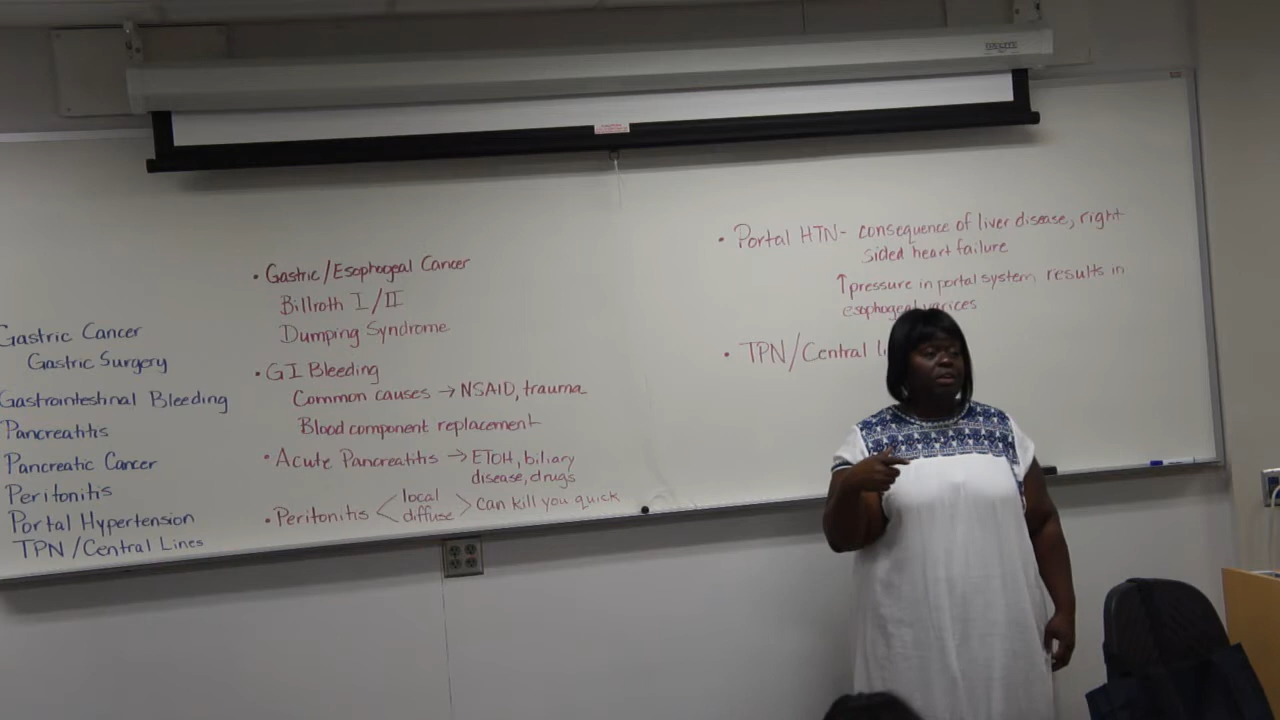 Gastric Cancer
Gastric Surgery
Gastrointestinal Bleeding
Pancreatitis
Pancreatic Cancer
Peritonitis
Portal Hypertension
TPN/Central Lines
• Gastric/Esophageal Cancer
Billroth I/II
Dumping Syndrome
• GI Bleeding
Common causes → NSAID, trauma
Blood component replacement
• Acute Pancreatitis → ETOH, biliary
disease, drugs
• Peritonitis < local
diffuse > Can kill you quick
• Portal HTN- consequence of liver disease, right
sided heart failure
↑pressure in portal system, results in
esophageal varices
• TPN/Central